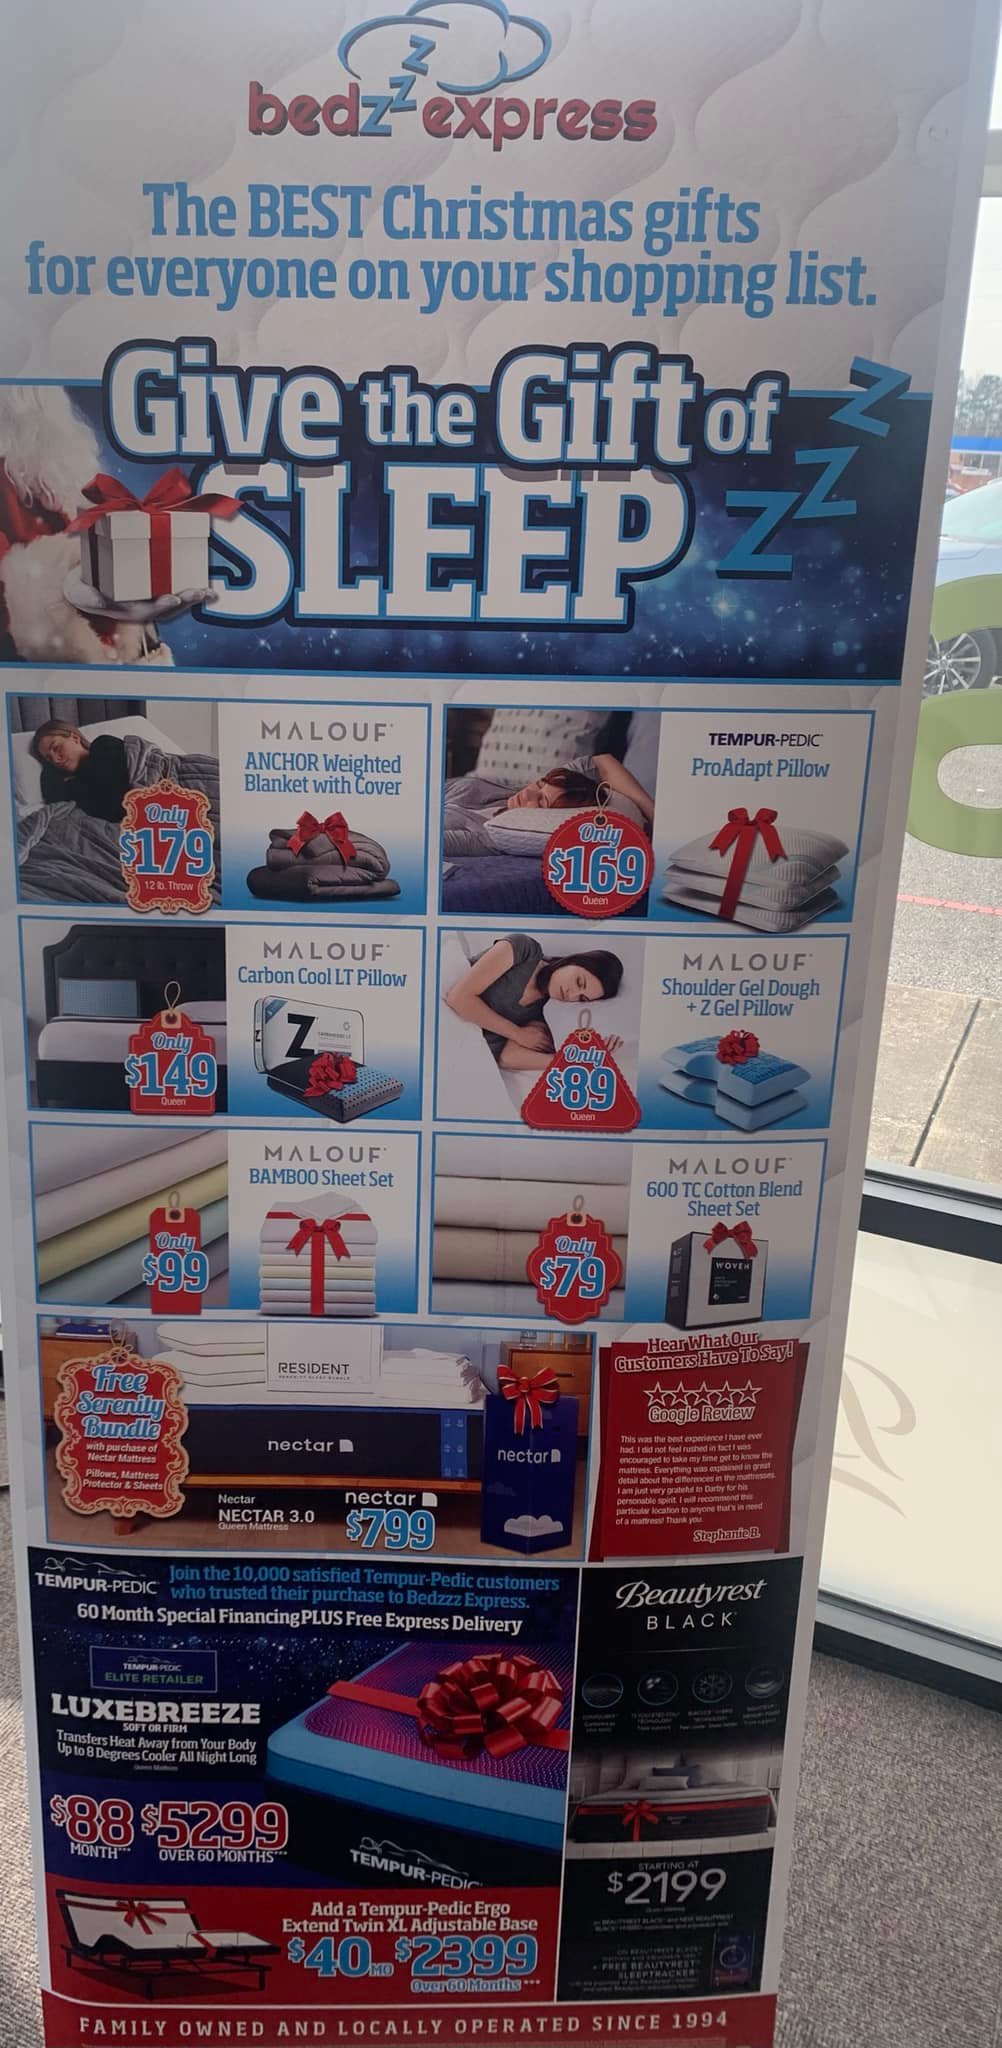 bedzzz express
The BEST Christmas gifts
for everyone on your shopping list.
Give the Gift of
SLEEP
Z Z Z
MALOUF
ANCHOR Weighted
Blanket with Cover
Only
$179
12 lb. Throw
TEMPUR-PEDIC
ProAdapt Pillow
Only
$169
Queen
MALOUF
Carbon Cool LT Pillow
Only
$149
Queen
Z
MALOUF
Shoulder Gel Dough
+ Z Gel Pillow
Only
$89
Queen
MALOUF
BAMBOO Sheet Set
Only
$99
MALOUF
600 TC Cotton Blend
Sheet Set
Only
$79
WOVEN
Free
Serenity
Bundle
with purchase of
Nectar Mattress
Pillows, Mattress
Protector & Sheets
RESIDENT
nectar
nectar
Nectar
NECTAR 3.0
Queen Mattress
nectar
$799
Hear What Our
Customers Have To Say!
Google Review
This was the best experience I have ever
had. I did not feel rushed in fact I was
encouraged to take my time get to know the
mattress. Everything was explained in great
detail about the differences in the mattresses.
I am just very grateful to Darby for his
personable spirit. I will recommend this
particular location to anyone that's in need
of a mattress! Thank you.
Stephanie B.
TEMPUR-PEDIC
Join the 10,000 satisfied Tempur-Pedic customers
who trusted their purchase to Bedzzz Express.
60 Month Special Financing PLUS Free Express Delivery
TEMPUR-PEDIC
ELITE RETAILER
LUXEBREEZE
SOFT OR FIRM
Transfers Heat Away from Your Body
Up to 8 Degrees Cooler All Night Long
Queen Mattress
$88 $5299
MONTH*** OVER 60 MONTHS***
TEMPUR-PEDIC
Add a Tempur-Pedic Ergo
Extend Twin XL Adjustable Base
$40 MO $2399
Over 60 Months ***
Beautyrest
BLACK
STARTING AT
$2199
ON BEAUTYREST BLACK
+ FREE BEAUTYREST
SLEEPTRACKER
FAMILY OWNED AND LOCALLY OPERATED SINCE 1994